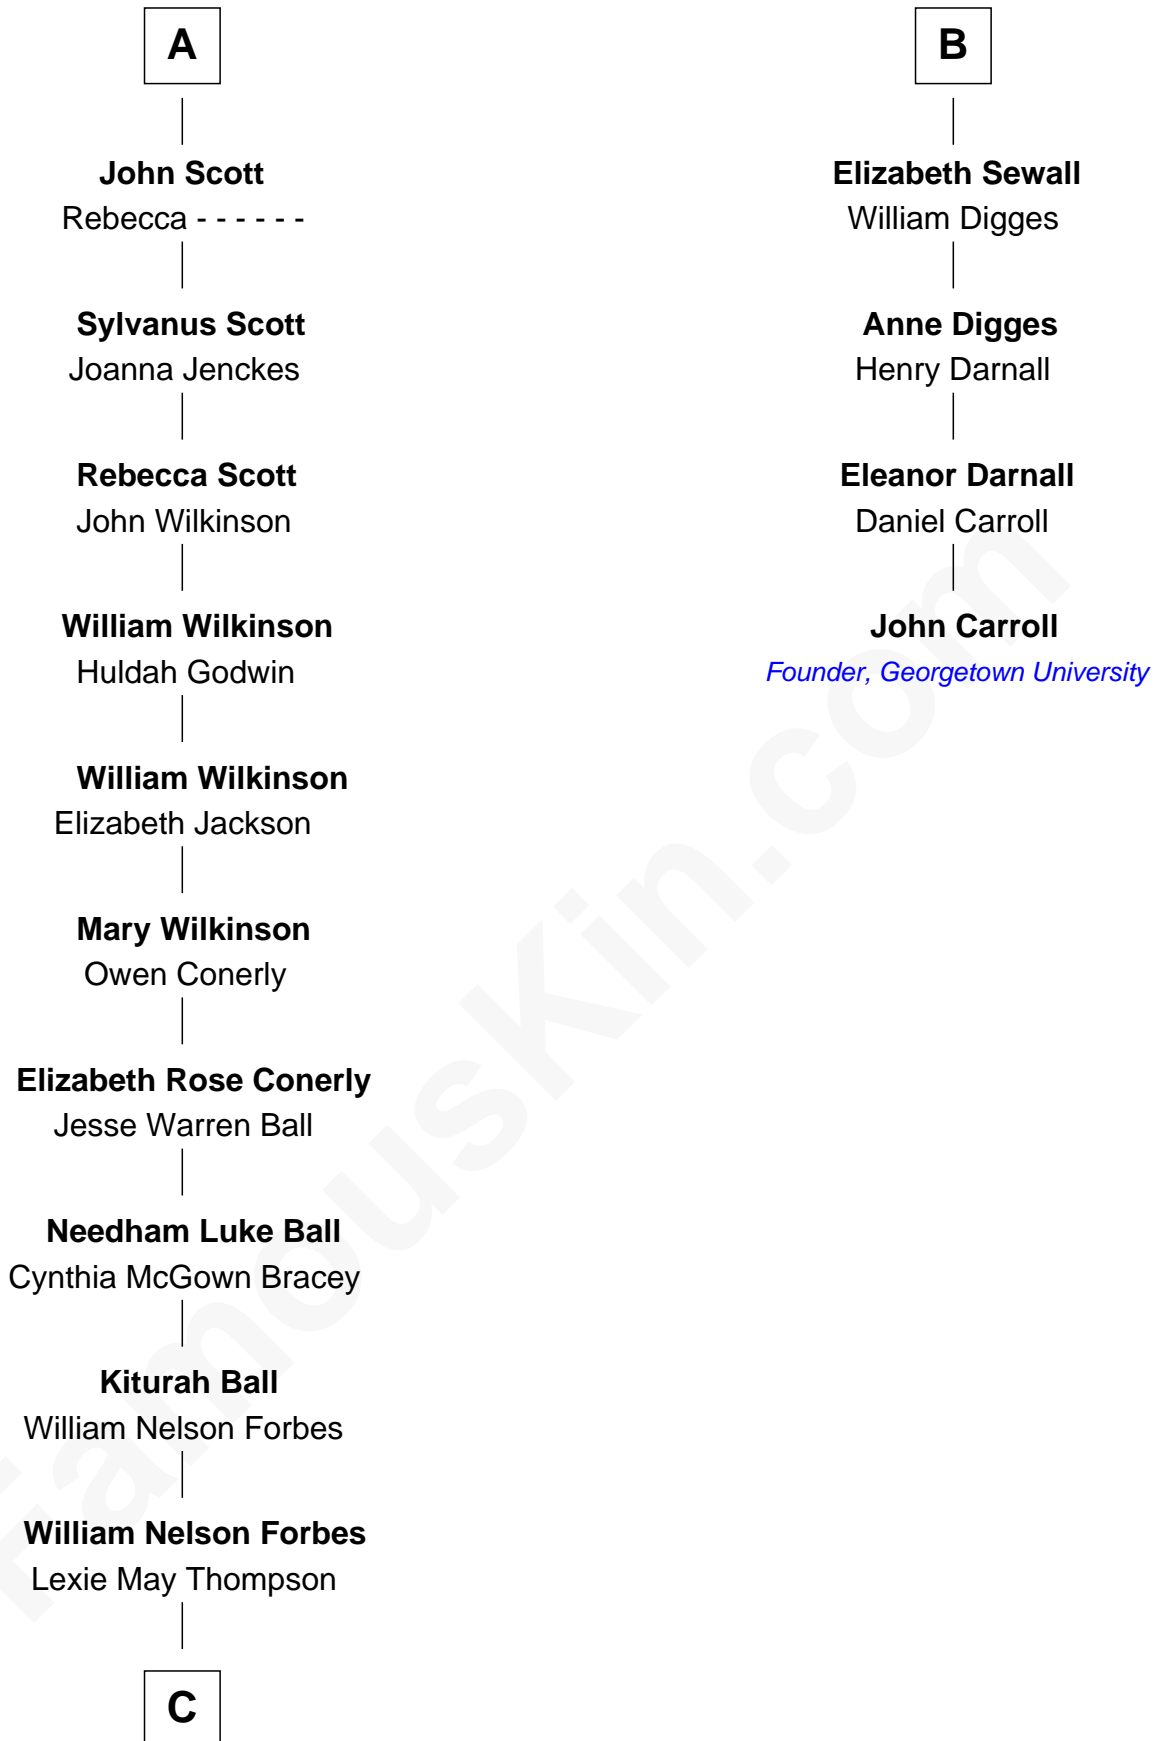 A
John Scott
Rebecca - - - - - -
Sylvanus Scott
Joanna Jenckes
Rebecca Scott
John Wilkinson
William Wilkinson
Huldah Godwin
William Wilkinson
Elizabeth Jackson
Mary Wilkinson
Owen Conerly
Elizabeth Rose Conerly
Jesse Warren Ball
Needham Luke Ball
Cynthia McGown Bracey
Kiturah Ball
William Nelson Forbes
William Nelson Forbes
Lexie May Thompson
C
B
Elizabeth Sewall
William Digges
Anne Digges
Henry Darnall
Eleanor Darnall
Daniel Carroll
John Carroll
Founder, Georgetown University
FamousKin.com